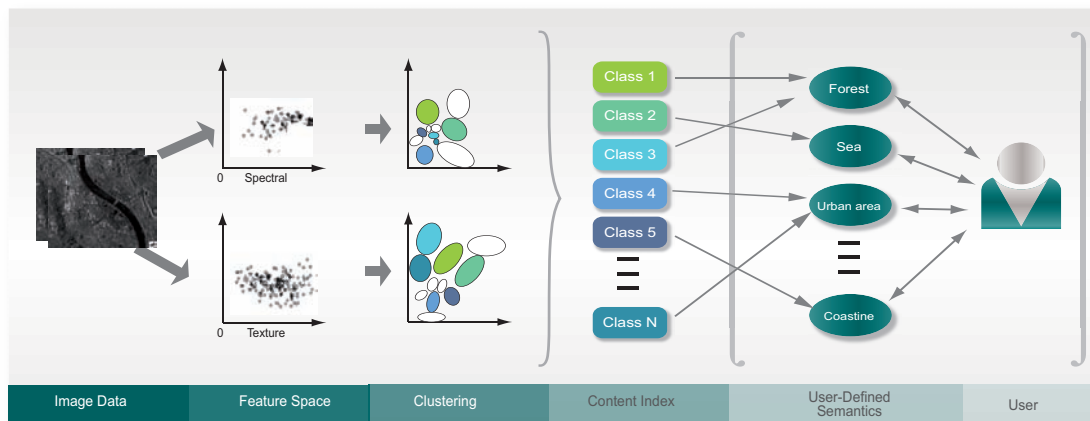 0
Spectral
0
Texture
Class 1
Class 2
Class 3
Class 4
Class 5
Class N
Forest
Sea
Urban area
Coastine
Image Data
Feature Space
Clustering
Content Index
User-Defined
Semantics
User